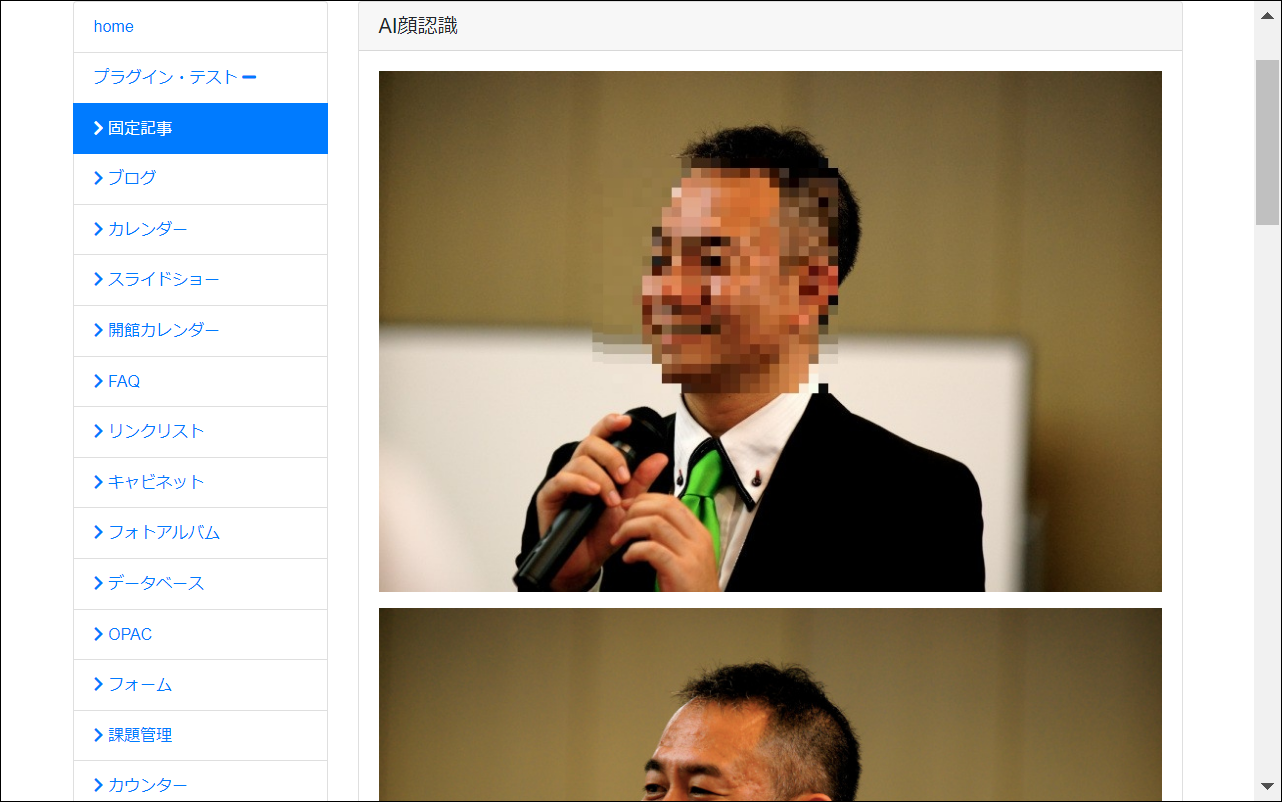 home
プラグイン・テスト
固定記事
ブログ
カレンダー
スライドショー
開館カレンダー
FAQ
リンクリスト
キャビネット
フォトアルバム
データベース
OPAC
フォーム
課題管理
カウンター
AI顔認識